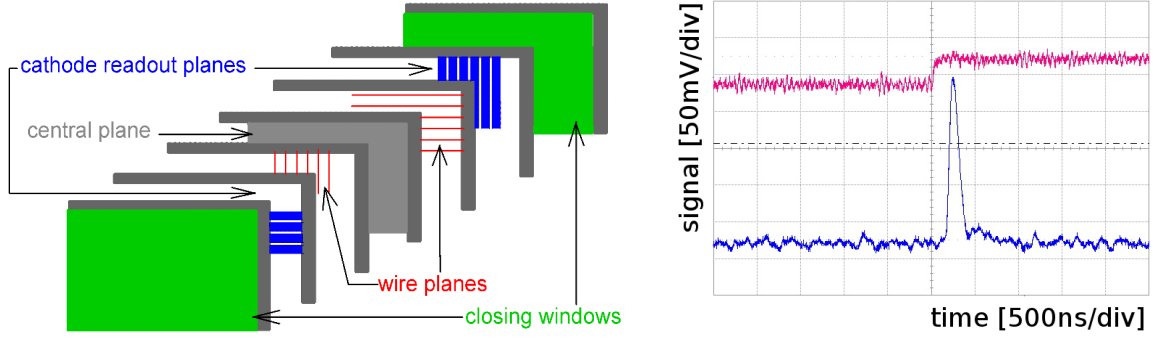 cathode readout planes
central plane
wire planes
closing windows
signal [50mV/div]
time [500ns/div]